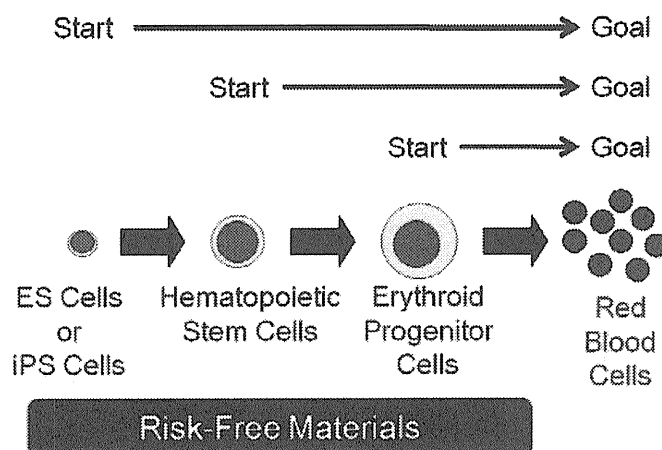 Start Goal
Start Goal
Start Goal
ES Cells
or
iPS Cells
Hematopoietic
Stem Cells
Erythroid
Progenitor
Cells
Red
Blood
Cells
Risk-Free Materials